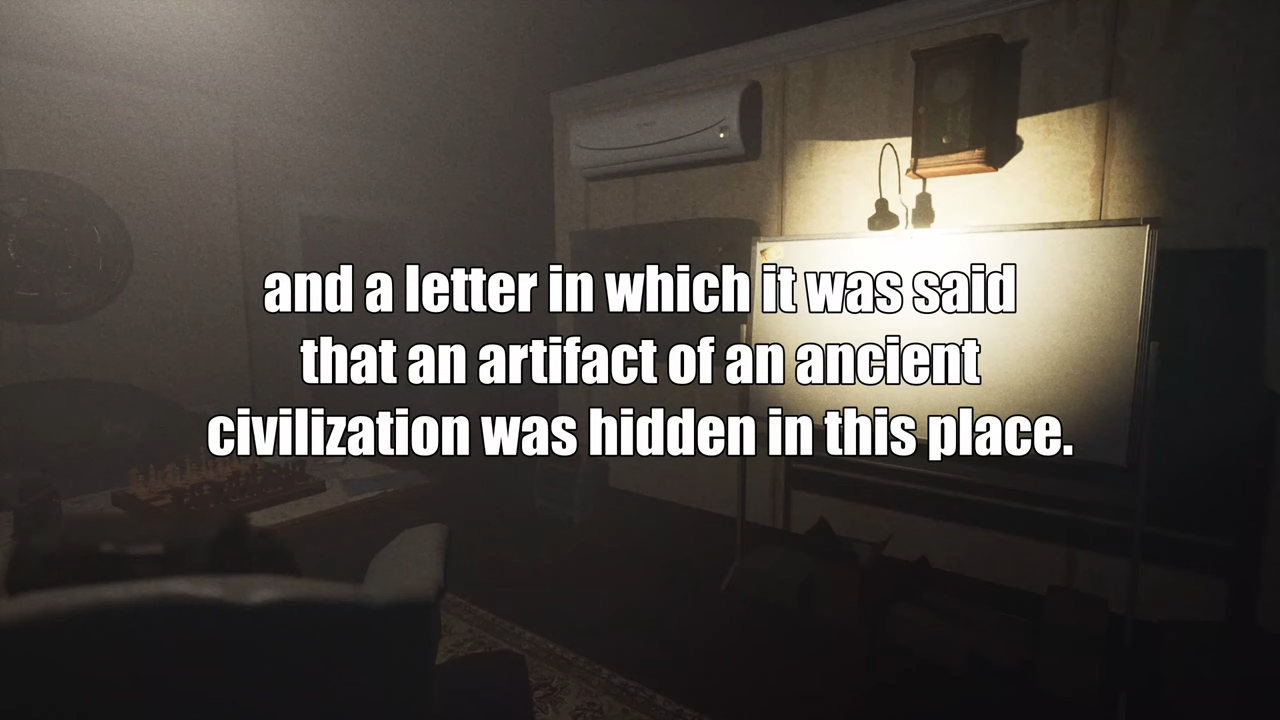 and a letter in which it was said
that an artifact of an ancient
civilization was hidden in this place.